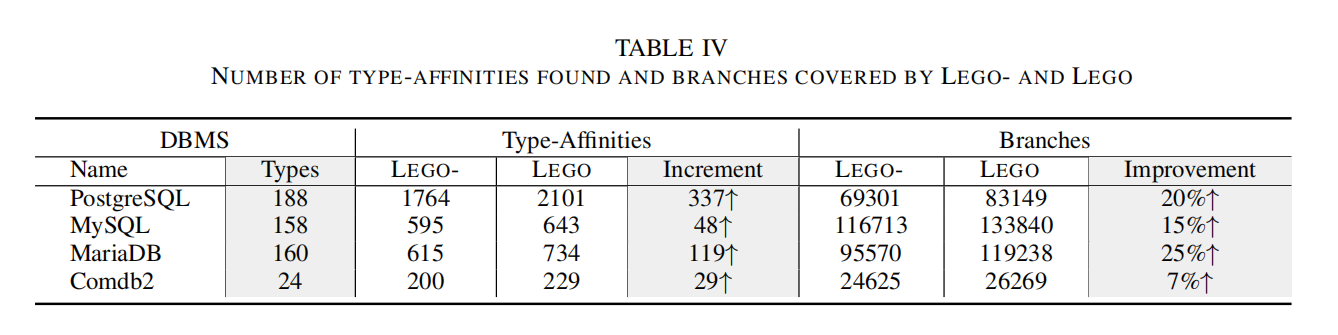 TABLE IV
NUMBER OF TYPE-AFFINITIES FOUND AND BRANCHES COVERED BY LEGO- AND LEGO
DBMS Type-Affinities Branches
Name Types LEGO- LEGO Increment LEGO- LEGO Improvement
PostgreSQL 188 1764 2101 337↑ 69301 83149 20%↑
MySQL 158 595 643 48↑ 116713 133840 15%↑
MariaDB 160 615 734 119↑ 95570 119238 25%↑
Comdb2 24 200 229 29↑ 24625 26269 7%↑